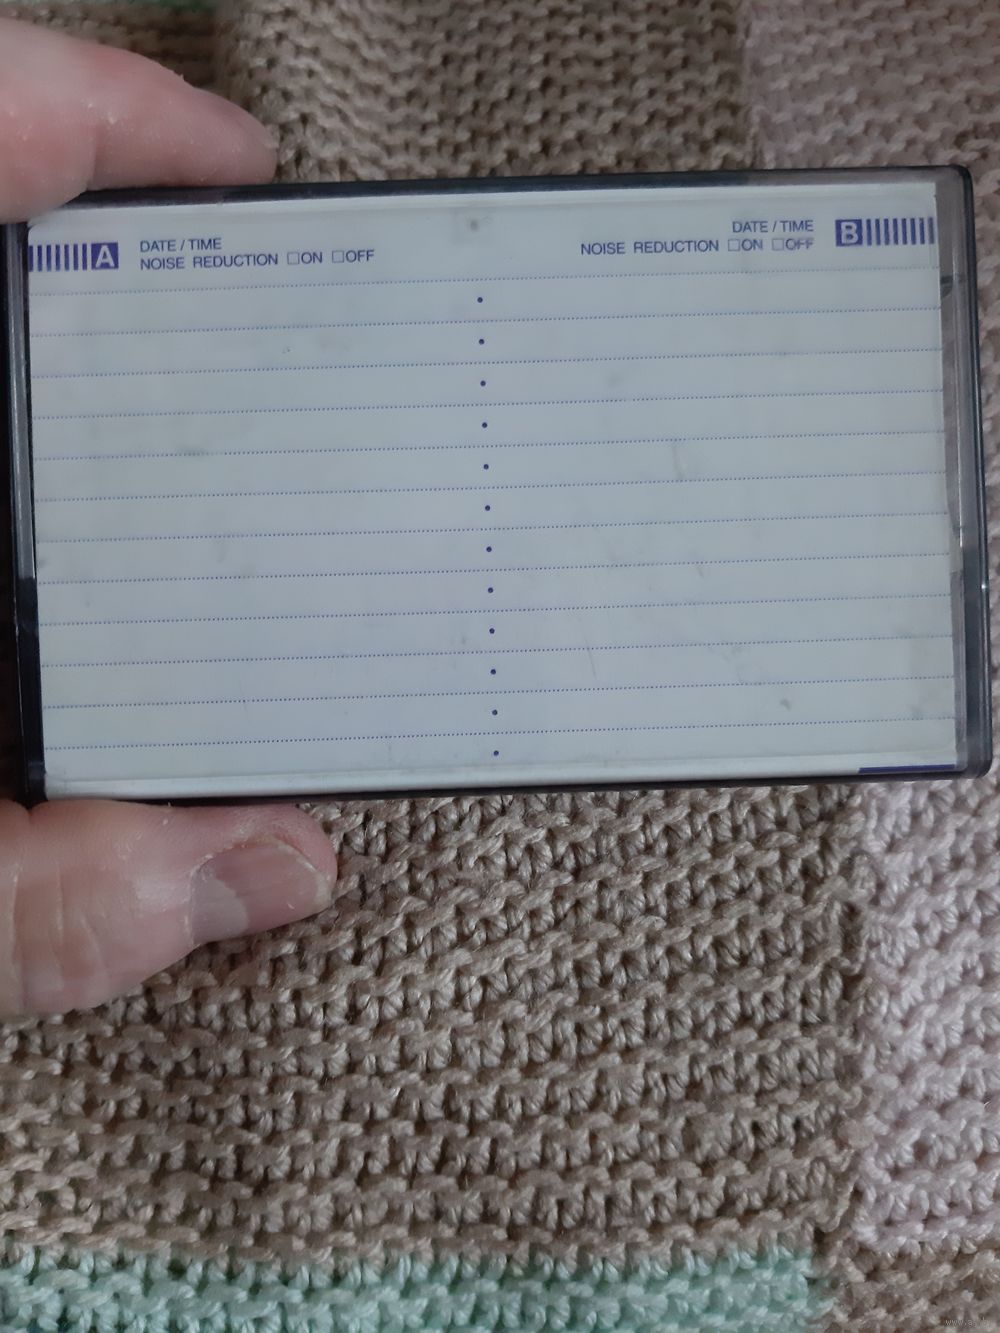 A DATE / TIME
NOISE REDUCTION □ON □OFF
DATE / TIME B
NOISE REDUCTION □ON □OFF